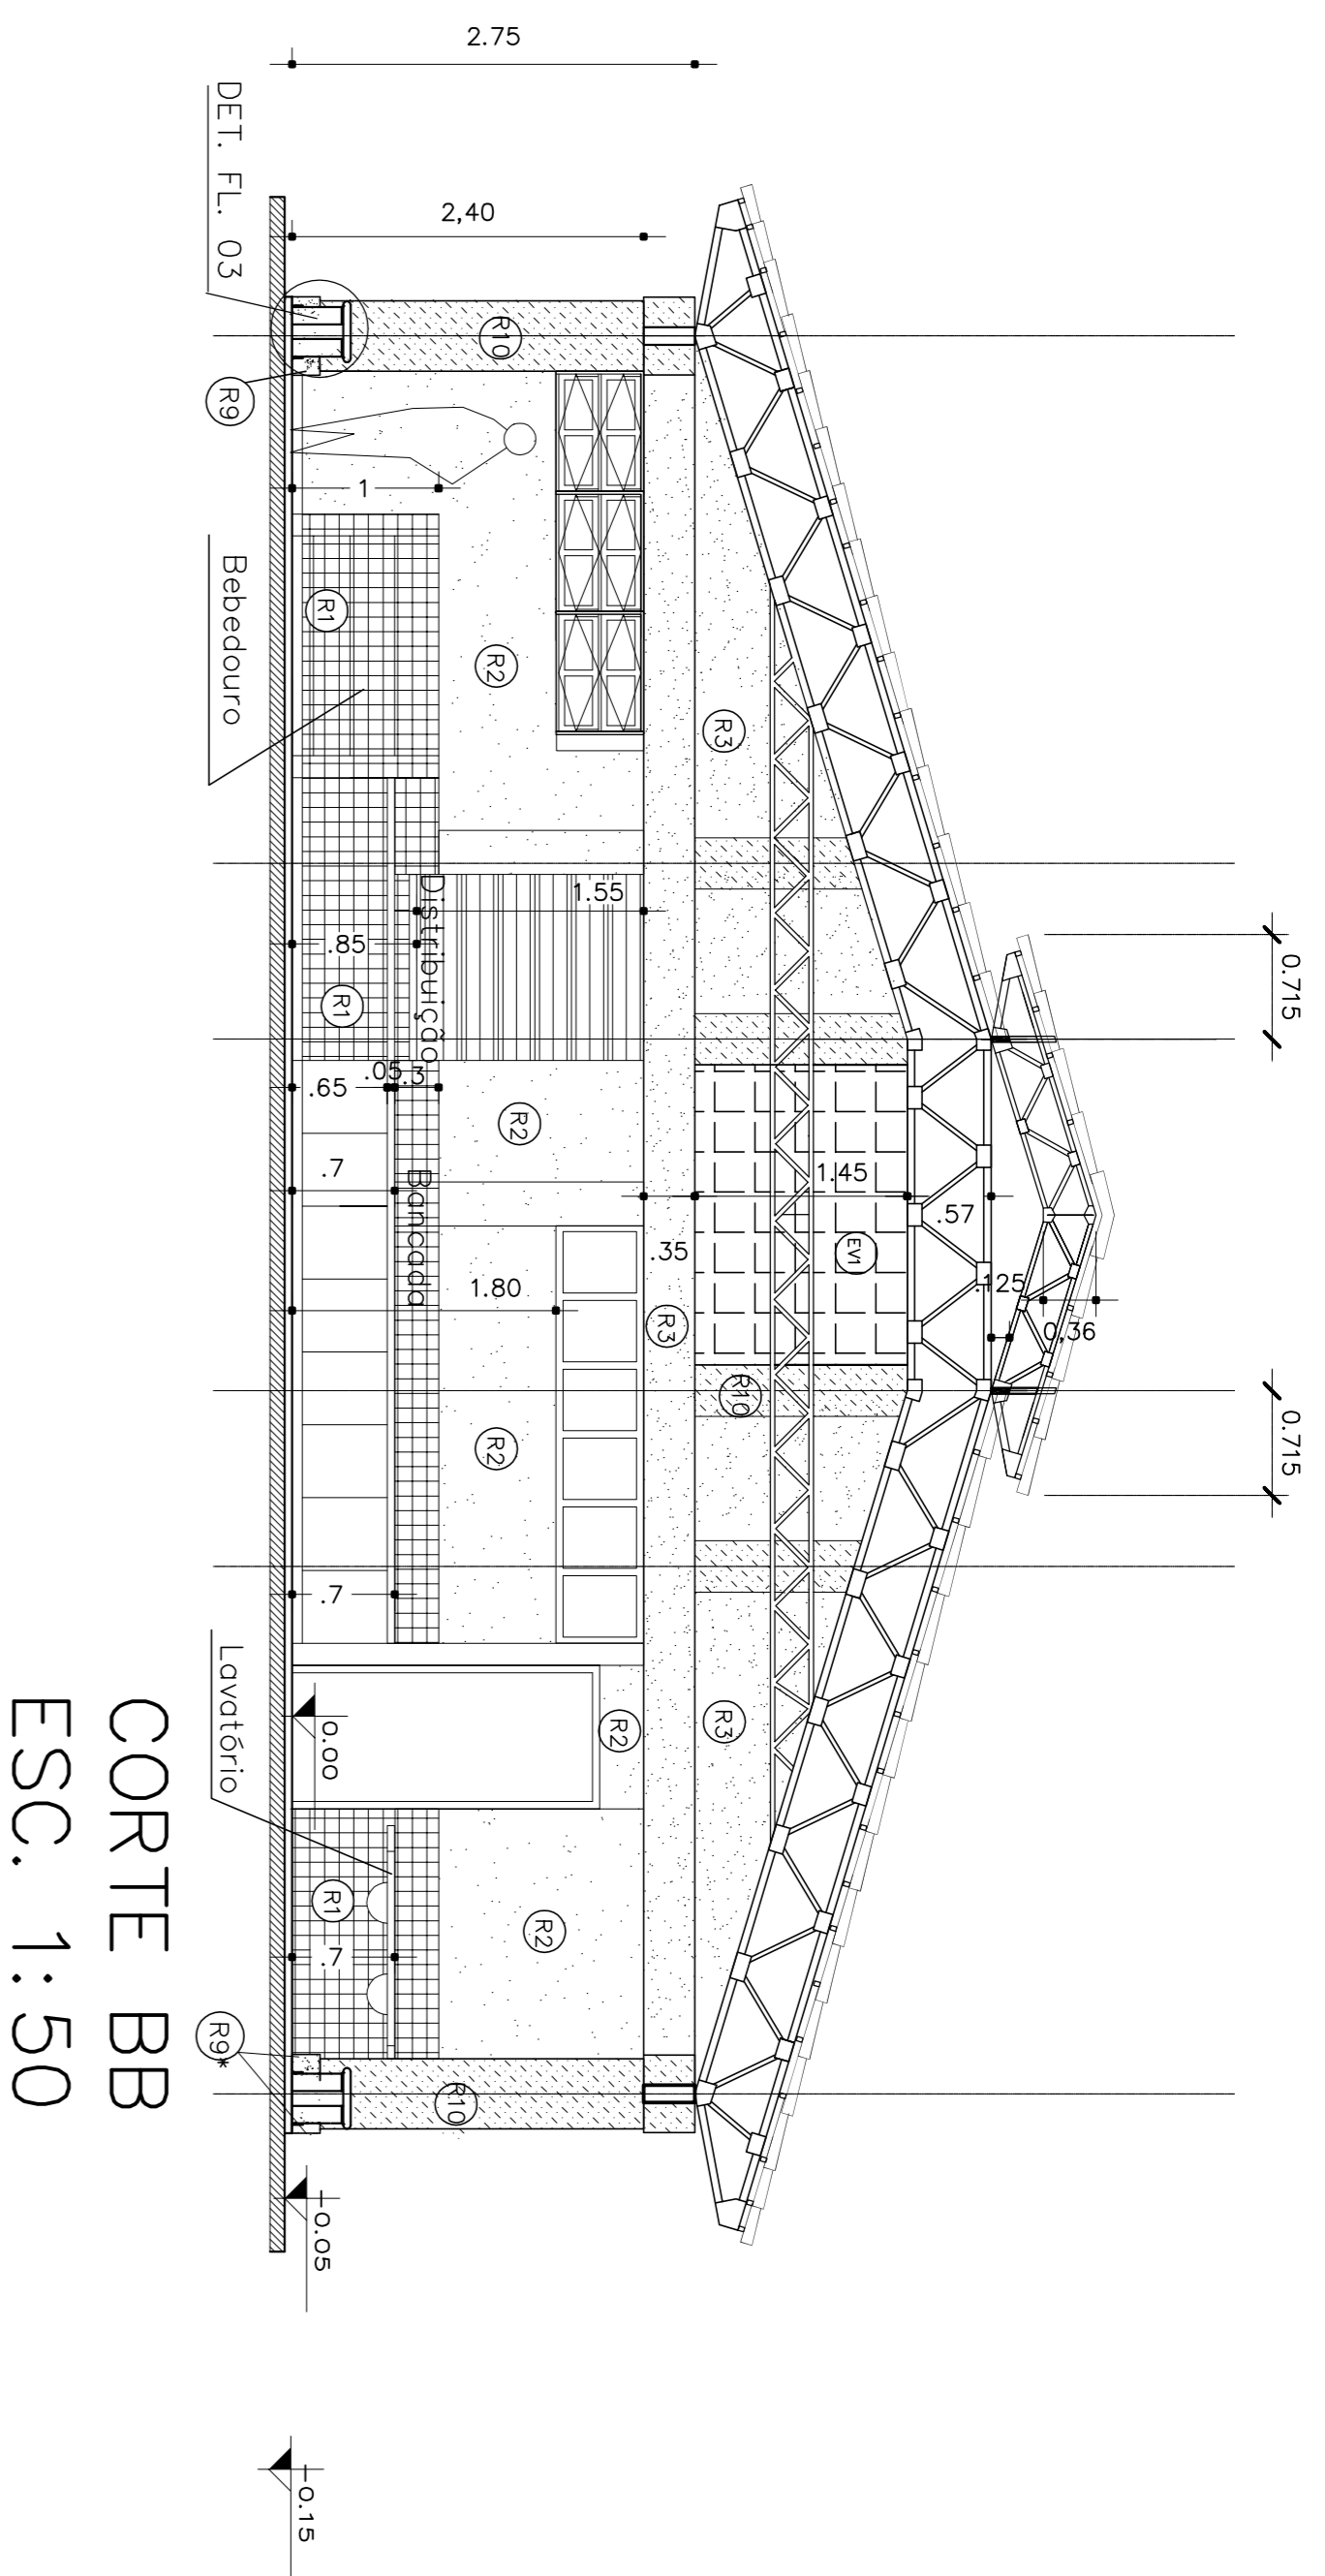 2.75
2,40
DET. FL. 03
R10
R9
1
Bebedouro
R1
R2
R3
Distribuição
1.55
.85
R1
0.715
.65
.05
.3
R2
.7
Bancada
1.80
.35
R3
1.45
EV1
.57
.125
0,36
R10
R2
0.715
.7
Lavatório
0.00
R2
R3
R1
.7
R2
R9*
R10
-0.05
-0.15
CORTE BB
ESC. 1:50